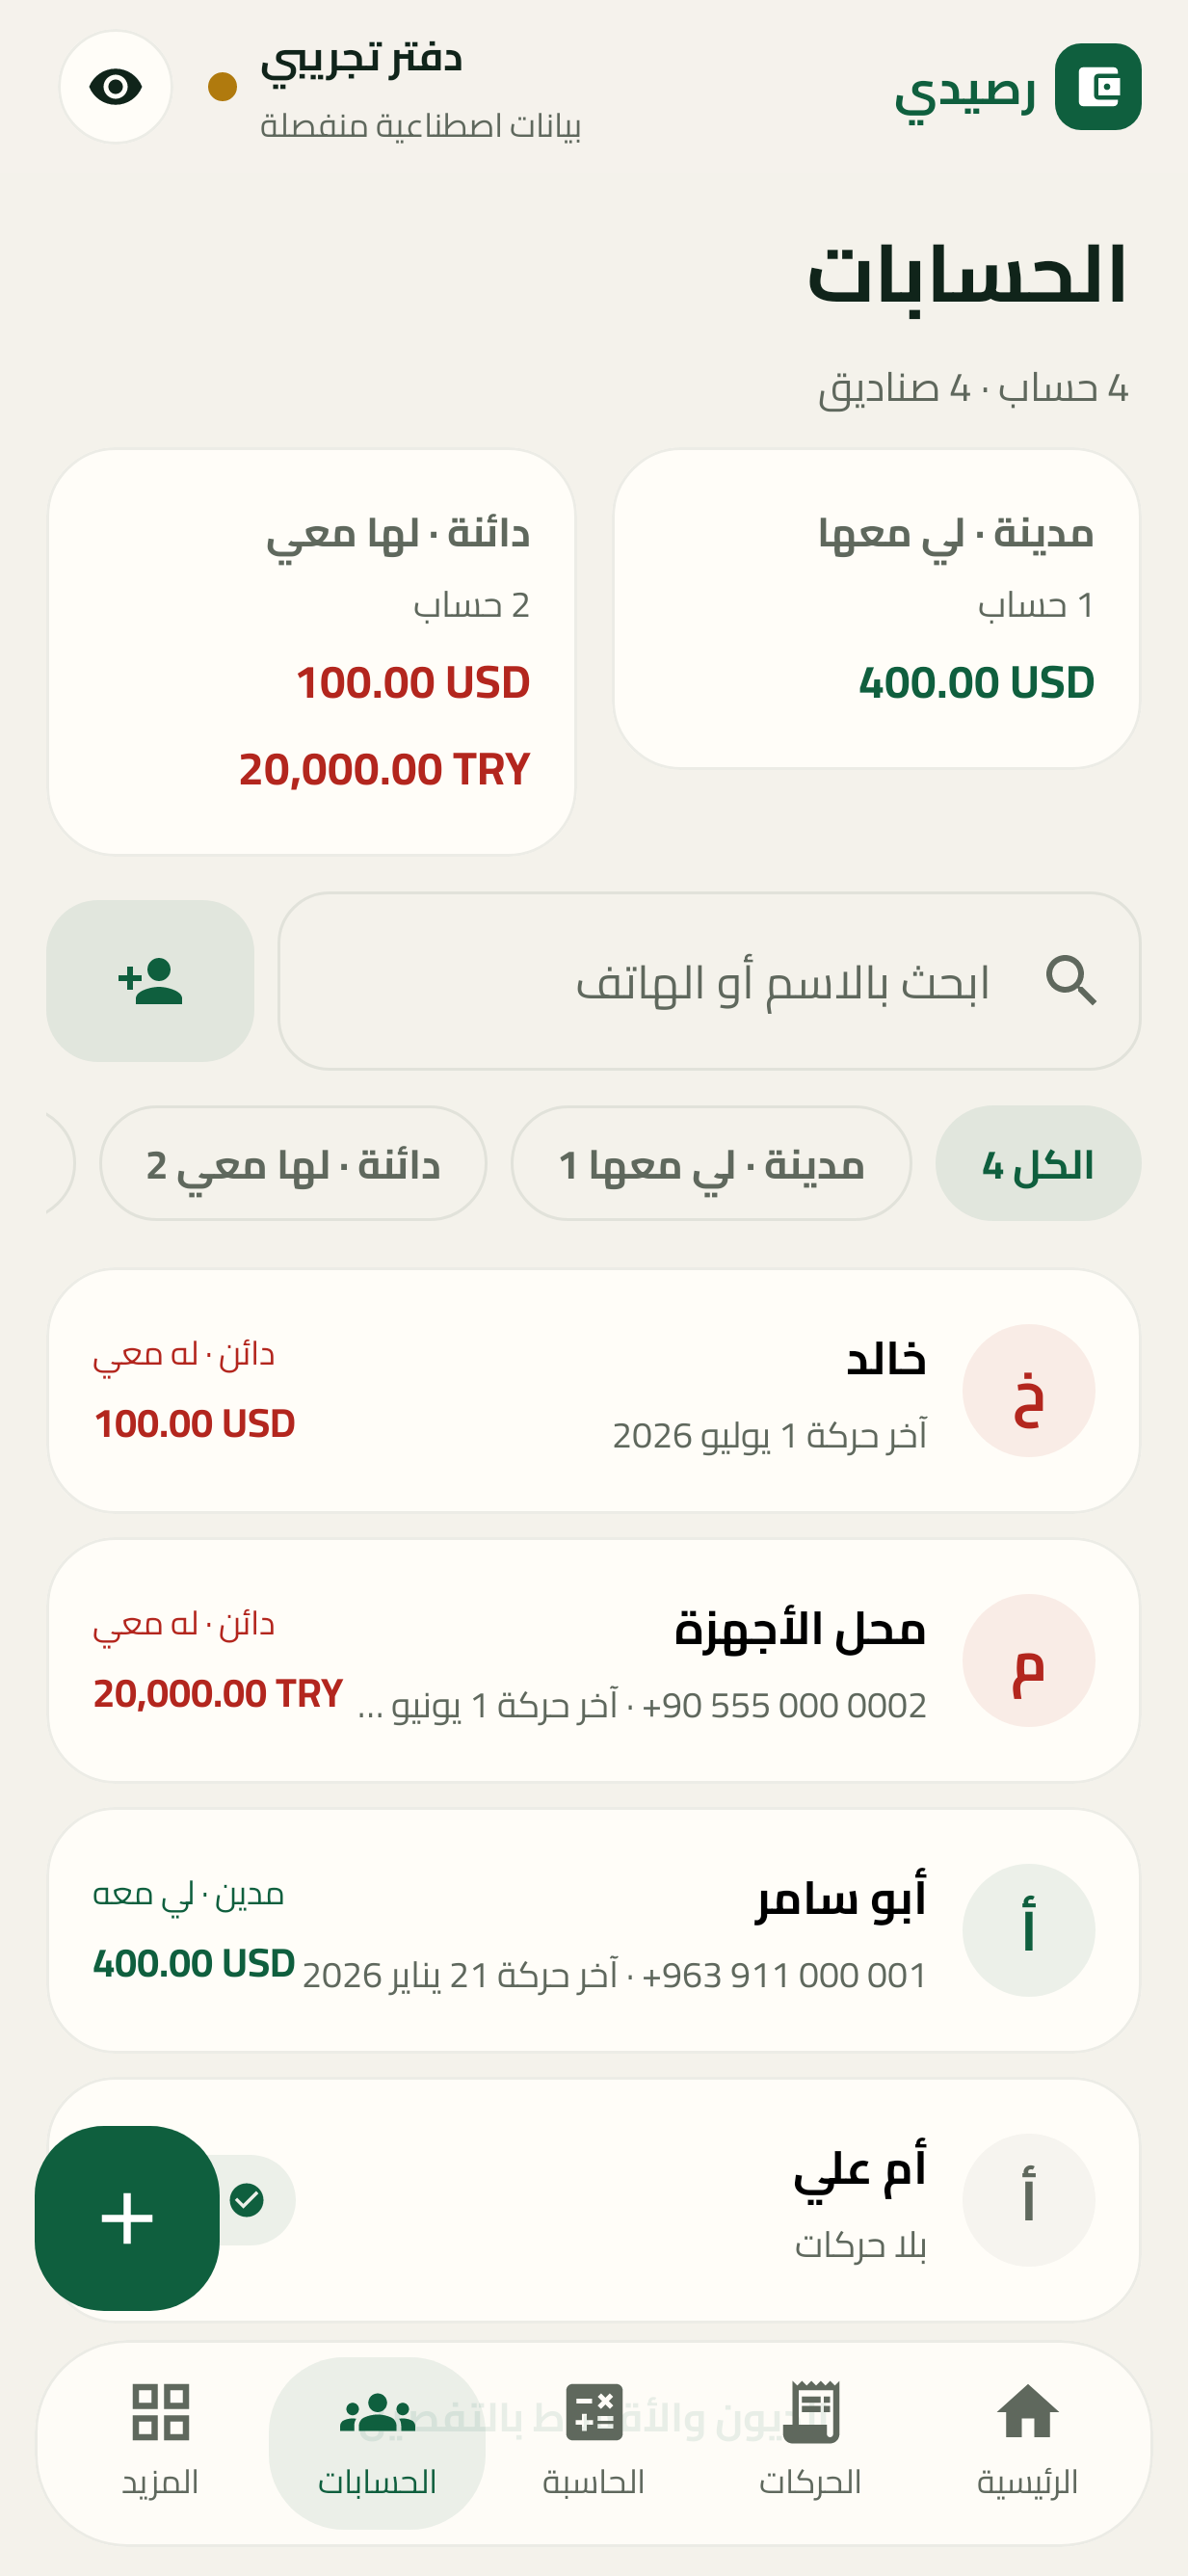 رصيدي
دفتر تجريبي
بيانات اصطناعية منفصلة
الحسابات
4 حساب · 4 صناديق
مدينة · لي معها
1 حساب
400.00 USD
دائنة · لها معي
2 حساب
100.00 USD
20,000.00 TRY
ابحث بالاسم أو الهاتف
الكل 4
مدينة · لي معها 1
دائنة · لها معي 2
خ
خالد
آخر حركة 1 يوليو 2026
دائن · له معي
100.00 USD
م
محل الأجهزة
+90 555 000 0002 · آخر حركة 1 يونيو ...
دائن · له معي
20,000.00 TRY
أ
أبو سامر
+963 911 000 001 · آخر حركة 21 يناير 2026
مدين · لي معه
400.00 USD
أ
أم علي
بلا حركات
الرئيسية
الحركات
الحاسبة
الحسابات
المزيد